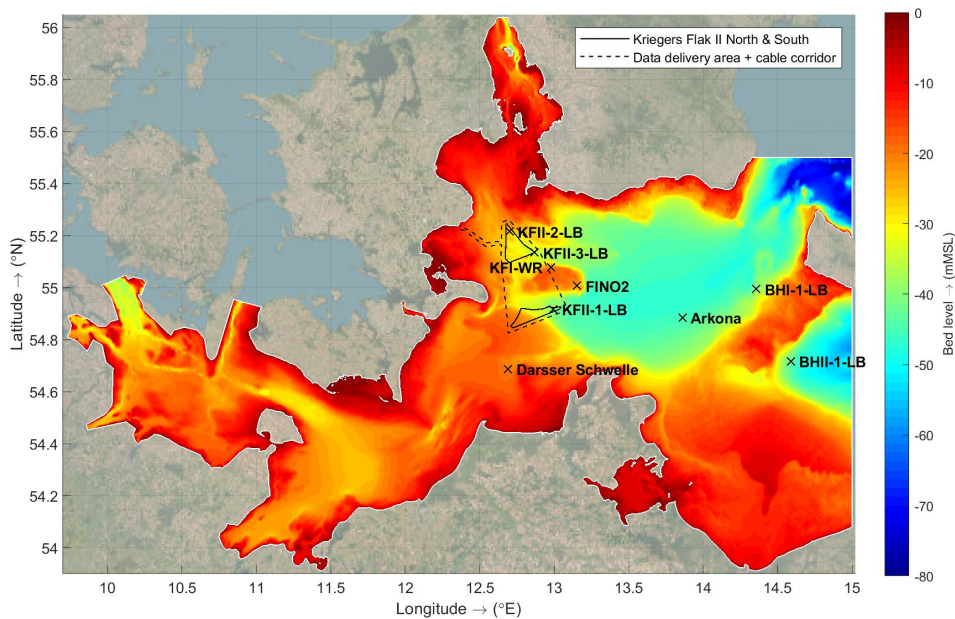 56
55.8
55.6
55.4
55.2
55
54.8
54.6
54.4
54.2
54
Latitude → (°N)
Kriegers Flak II North & South
Data delivery area + cable corridor
KFII-2-LB
KFII-3-LB
KFI-WR
FINO2
BHI-1-LB
KFII-1-LB
Arkona
BHII-1-LB
Darsser Schwelle
10
10.5
11
11.5
12
12.5
13
13.5
14
14.5
15
Longitude → (°E)
0
-10
-20
-30
-40
-50
-60
-70
-80
Bed level → (mMSL)